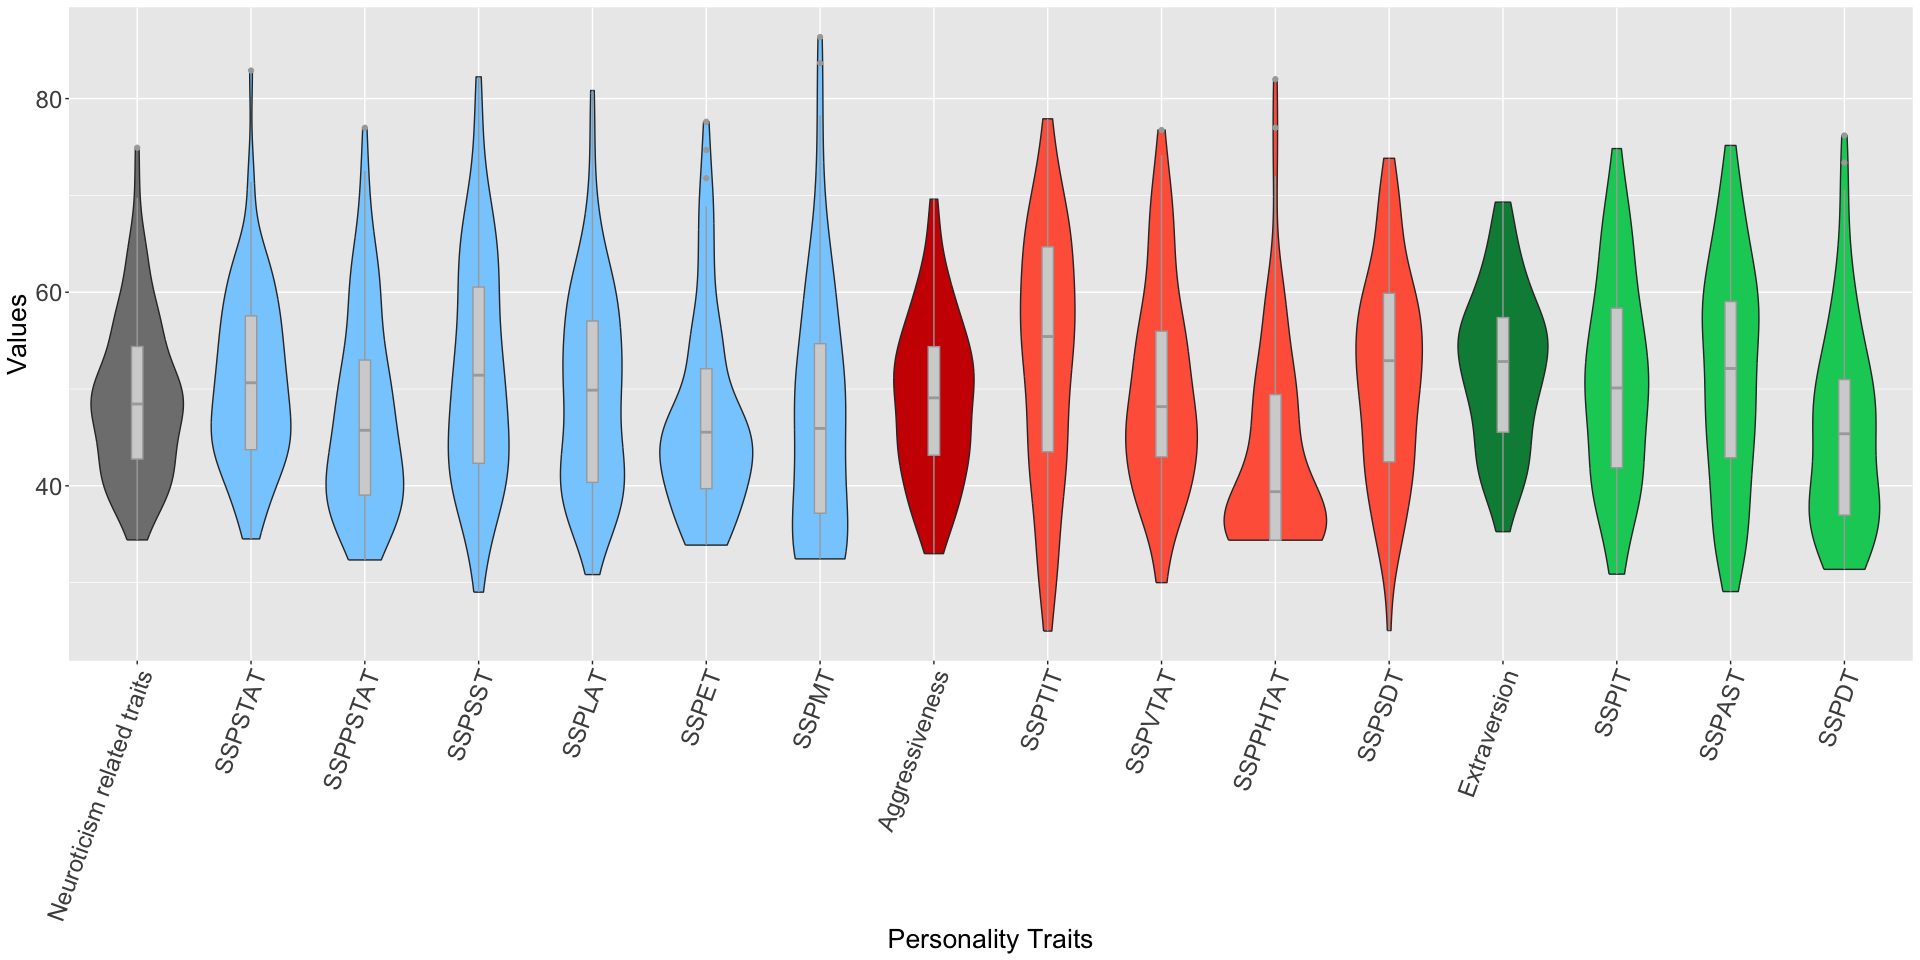 Values
80
60
40
Neuroticism related traits
SSPSTAT
SSPPSTAT
SSPSST
SSPLAT
SSPET
SSPMT
Aggressiveness
SSPTIT
SSPVTAT
SSPPHTAT
SSPSDT
Extraversion
SSPIT
SSPAST
SSPDT
Personality Traits